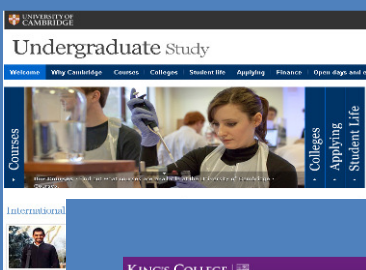 UNIVERSITY OF
CAMBRIDGE
Undergraduate Study
Welcome Why Cambridge Courses Colleges Student life Applying Finance Open days and e
Courses
Colleges
Applying
Student Life
International
KING'S COLLEGE